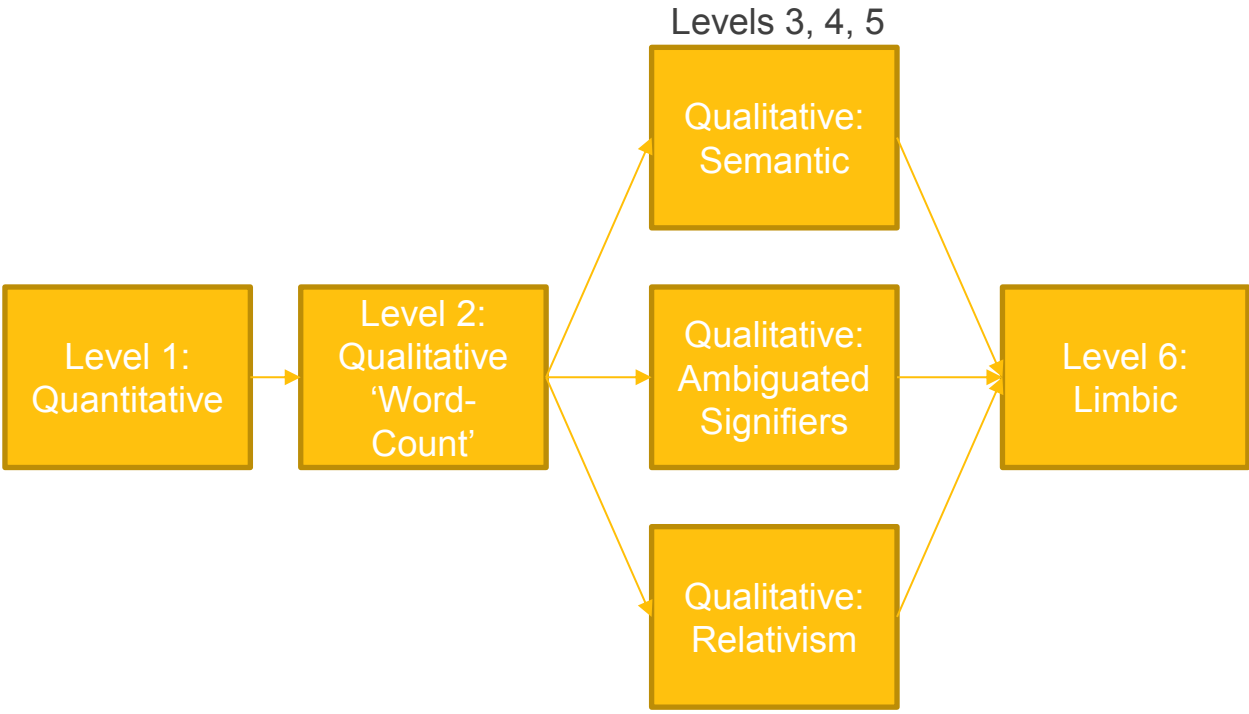 Levels 3, 4, 5
Qualitative:
Semantic
Level 1:
Quantitative
Level 2:
Qualitative
‘Word-
Count’
Qualitative:
Ambiguated
Signifiers
Level 6:
Limbic
Qualitative:
Relativism